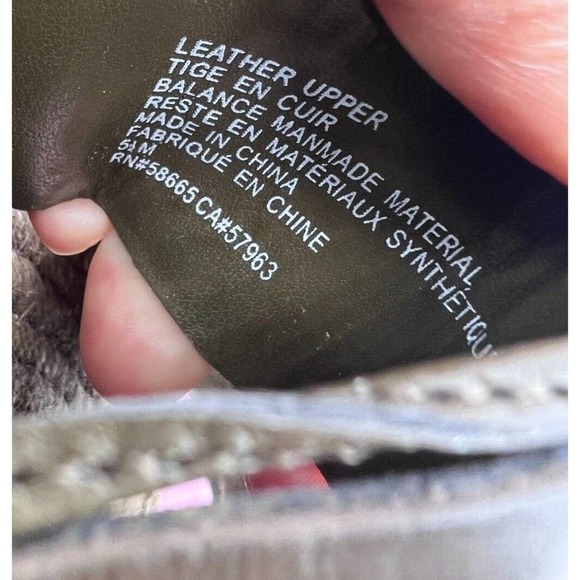 LEATHER UPPER
TIGE EN CUIR
BALANCE MANMADE MATERIAL
RESTE EN MATÉRIAUX SYNTHÉTIQU
MADE IN CHINA
FABRIQUÉ EN CHINE
5½M
RN#58665 CA#57963